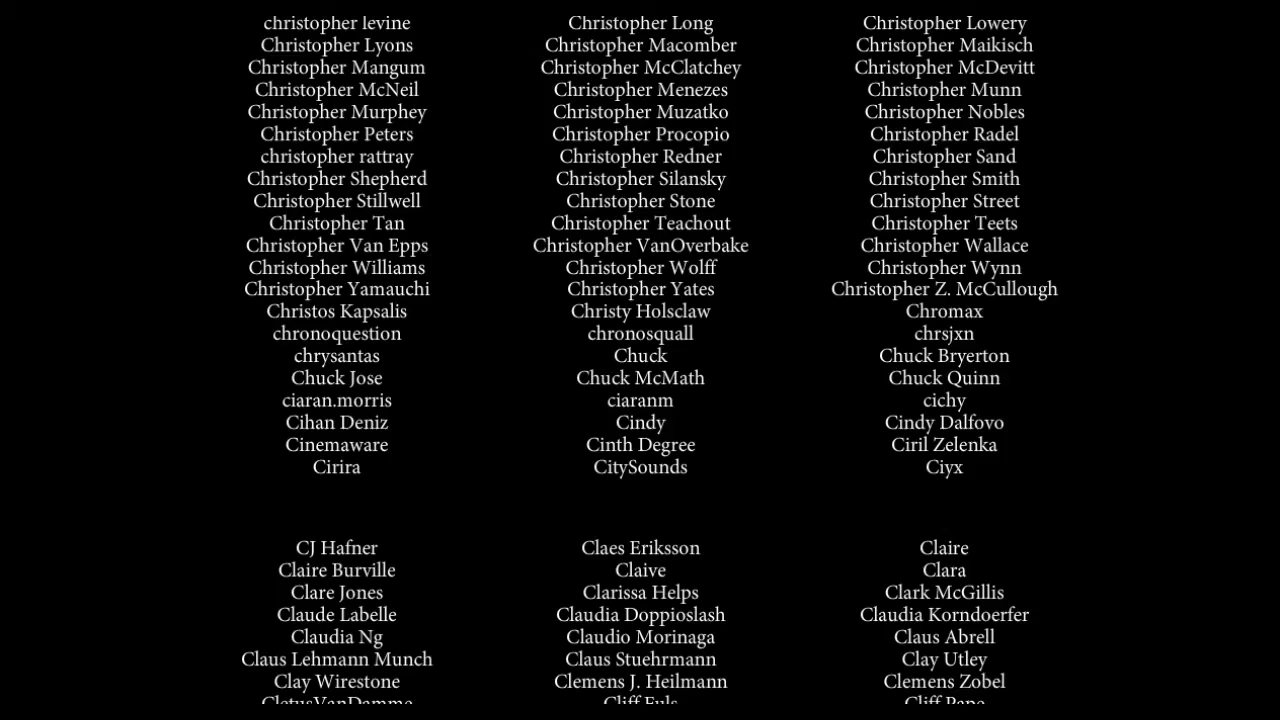 christopher levine Christopher Long Christopher Lowery
Christopher Lyons Christopher Macomber Christopher Maikisch
Christopher Mangum Christopher McClatchey Christopher McDevitt
Christopher McNeil Christopher Menezes Christopher Munn
Christopher Murphey Christopher Muzatko Christopher Nobles
Christopher Peters Christopher Procopio Christopher Radel
christopher rattray Christopher Redner Christopher Sand
Christopher Shepherd Christopher Silansky Christopher Smith
Christopher Stillwell Christopher Stone Christopher Street
Christopher Tan Christopher Teachout Christopher Teets
Christopher Van Epps Christopher VanOverbake Christopher Wallace
Christopher Williams Christopher Wolff Christopher Wynn
Christopher Yamauchi Christopher Yates Christopher Z. McCullough
Christos Kapsalis Christy Holsclaw Chromax
chronoquestion chronosquall chrsjxn
chrysantas Chuck Chuck Bryerton
Chuck Jose Chuck McMath Chuck Quinn
ciaran.morris ciaranm cichy
Cihan Deniz Cindy Cindy Dalfovo
Cinemaware Cinth Degree Ciril Zelenka
Cirira CitySounds Ciyx
CJ Hafner Claes Eriksson Claire
Claire Burville Claive Clara
Clare Jones Clarissa Helps Clark McGillis
Claude Labelle Claudia Doppioslash Claudia Korndoerfer
Claudia Ng Claudio Morinaga Claus Abrell
Claus Lehmann Munch Claus Stuehrmann Clay Utley
Clay Wirestone Clemens J. Heilmann Clemens Zobel
CletusVanDamme Cliff Cliff